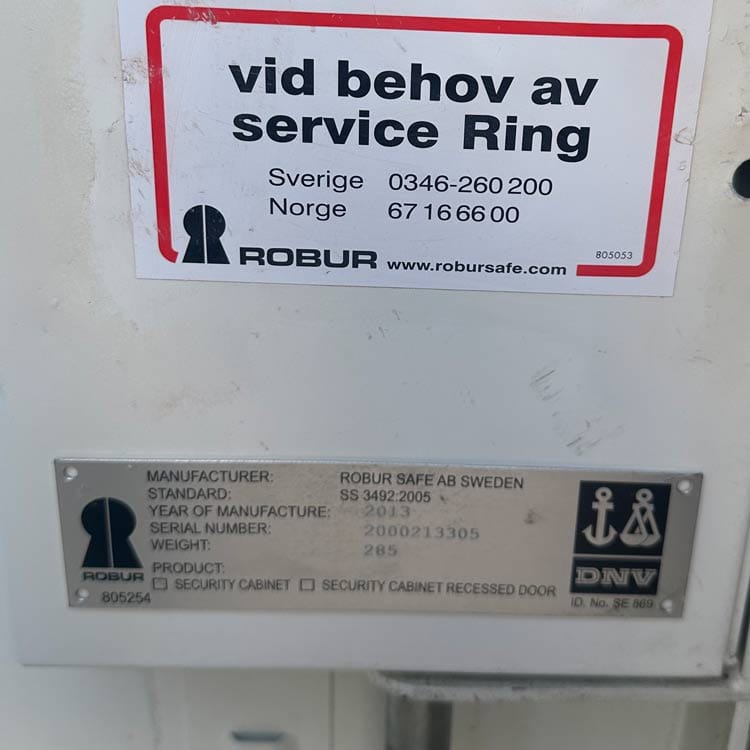 vid behov av
service Ring
Sverige 0346-260 200
Norge 67 16 66 00
ROBUR www.robursafe.com
805053
MANUFACTURER: ROBUR SAFE AB SWEDEN
STANDARD: SS 3492:2005
YEAR OF MANUFACTURE: 2013
SERIAL NUMBER: 2000213305
WEIGHT: 285
PRODUCT:
☐ SECURITY CABINET ☐ SECURITY CABINET RECESSED DOOR
ROBUR
805254
DNV
ID. No. SE 869